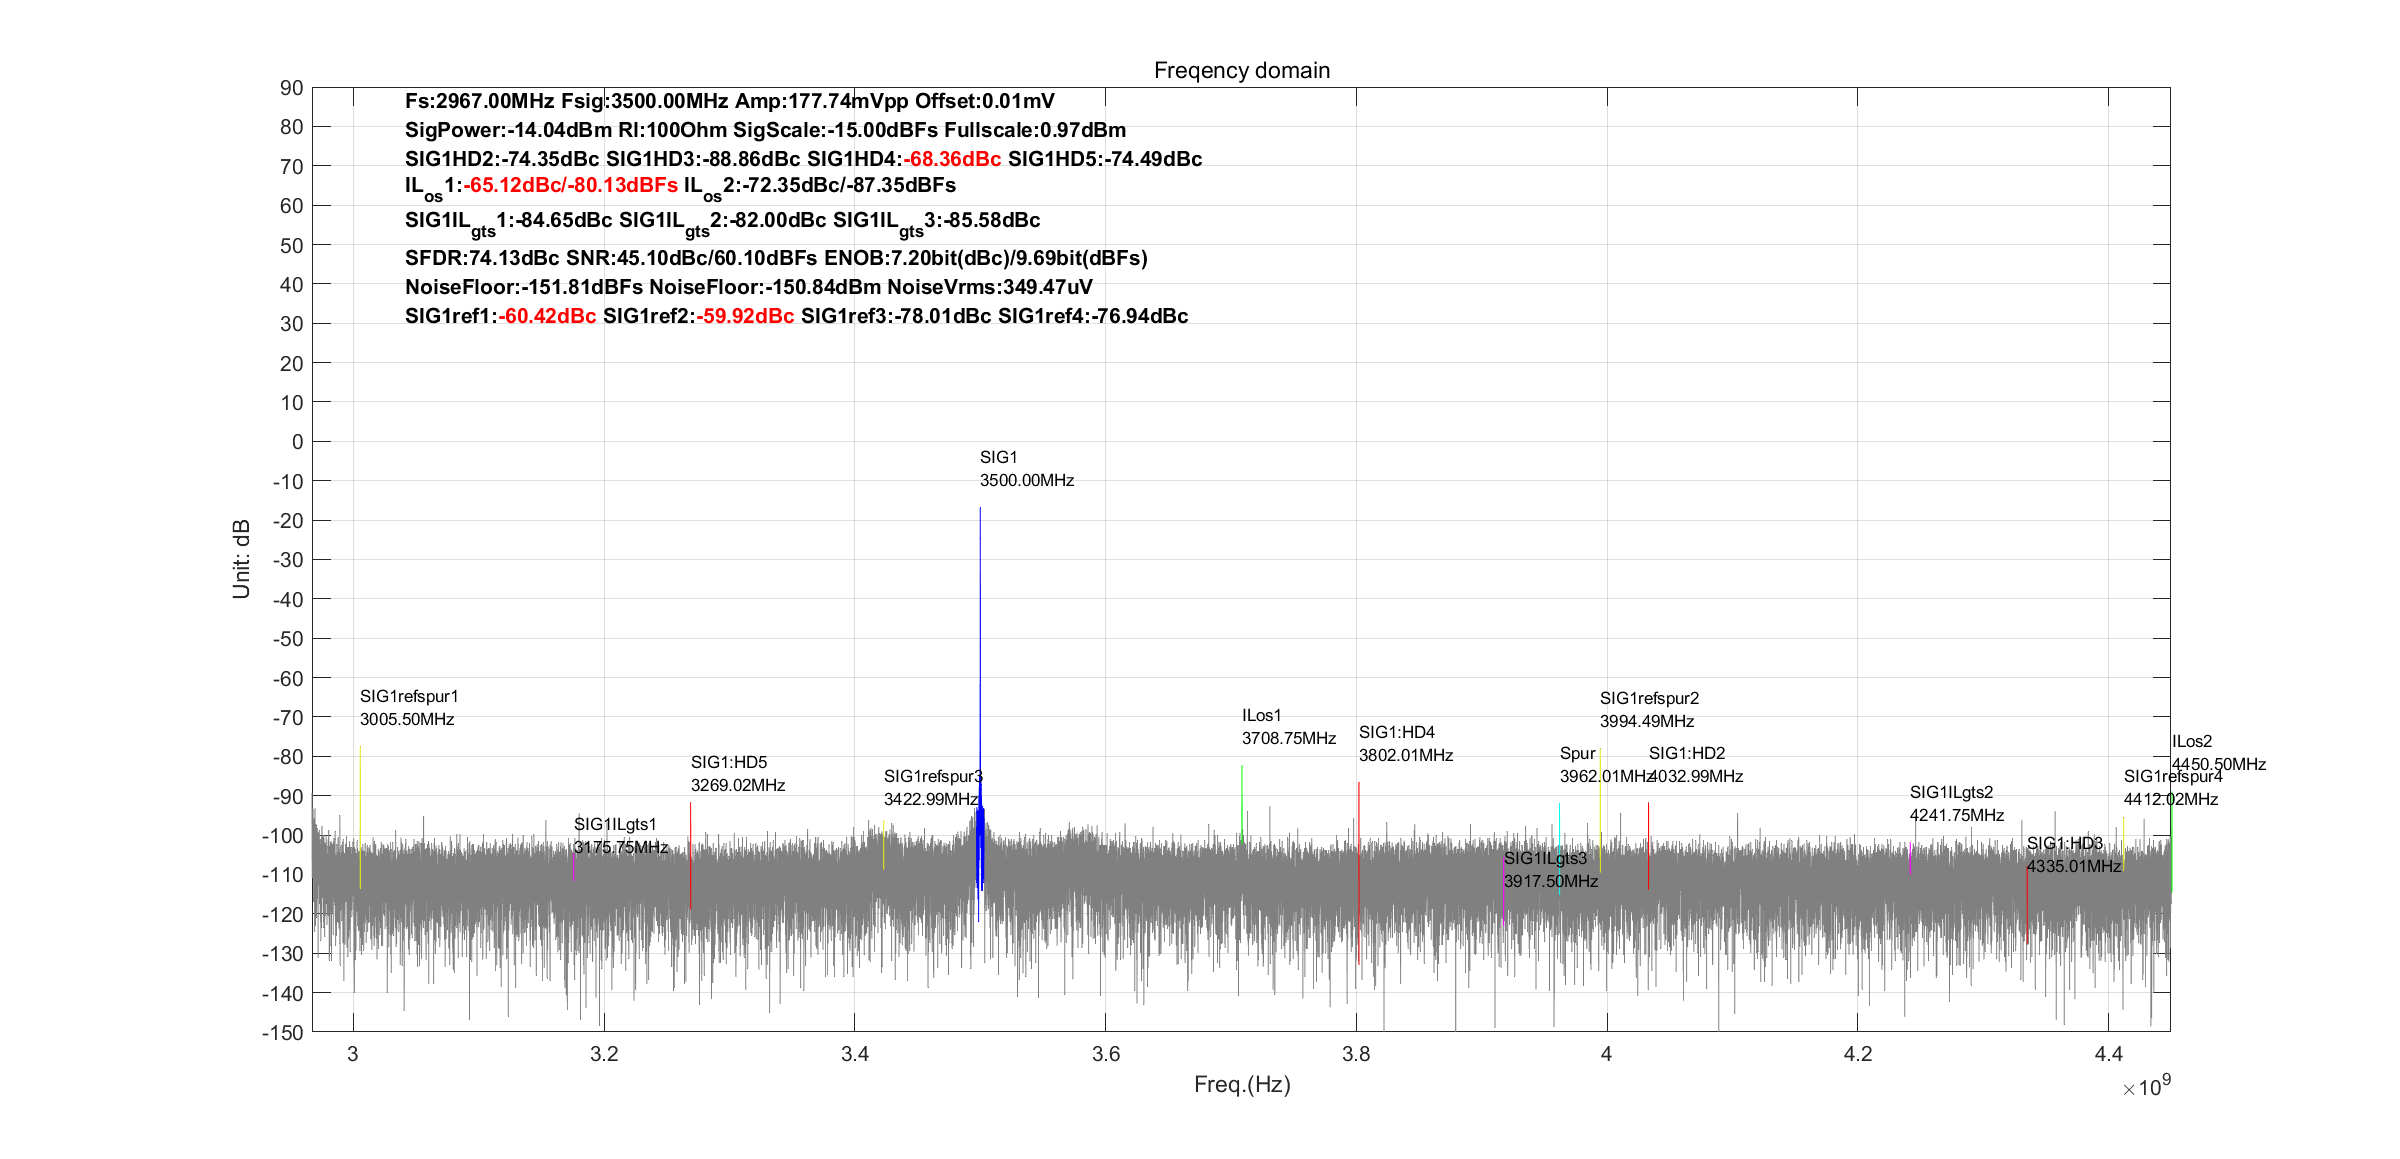 Freqency domain
Fs:2967.00MHz Fsig:3500.00MHz Amp:177.74mVpp Offset:0.01mV
SigPower:-14.04dBm Rl:100Ohm SigScale:-15.00dBFs Fullscale:0.97dBm
SIG1HD2:-74.35dBc SIG1HD3:-88.86dBc SIG1HD4:-68.36dBc SIG1HD5:-74.49dBc
ILos1:-65.12dBc/-80.13dBFs ILos2:-72.35dBc/-87.35dBFs
SIG1ILgts1:-84.65dBc SIG1ILgts2:-82.00dBc SIG1ILgts3:-85.58dBc
SFDR:74.13dBc SNR:45.10dBc/60.10dBFs ENOB:7.20bit(dBc)/9.69bit(dBFs)
NoiseFloor:-151.81dBFs NoiseFloor:-150.84dBm NoiseVrms:349.47uV
SIG1ref1:-60.42dBc SIG1ref2:-59.92dBc SIG1ref3:-78.01dBc SIG1ref4:-76.94dBc
90
80
70
60
50
40
30
20
10
0
-10
-20
-30
-40
-50
-60
-70
-80
-90
-100
-110
-120
-130
-140
-150
Unit: dB
SIG1
3500.00MHz
SIG1refspur1
3005.50MHz
SIG1ILgts1
3175.75MHz
SIG1:HD5
3269.02MHz
SIG1refspur3
3422.99MHz
ILos1
3708.75MHz
SIG1:HD4
3802.01MHz
SIG1ILgts3
3917.50MHz
Spur
3962.01MHz
SIG1refspur2
3994.49MHz
SIG1:HD2
4032.99MHz
SIG1ILgts2
4241.75MHz
SIG1:HD3
4335.01MHz
SIG1refspur4
4412.02MHz
ILos2
4450.50MHz
3 3.2 3.4 3.6 3.8 4 4.2 4.4
×10⁹
Freq.(Hz)